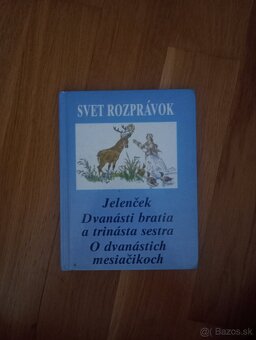 SVET ROZPRÁVOK
Jelenček
Dvanásti bratia
a trinásta sestra
O dvanástich
mesiačikoch
Bazos.sk